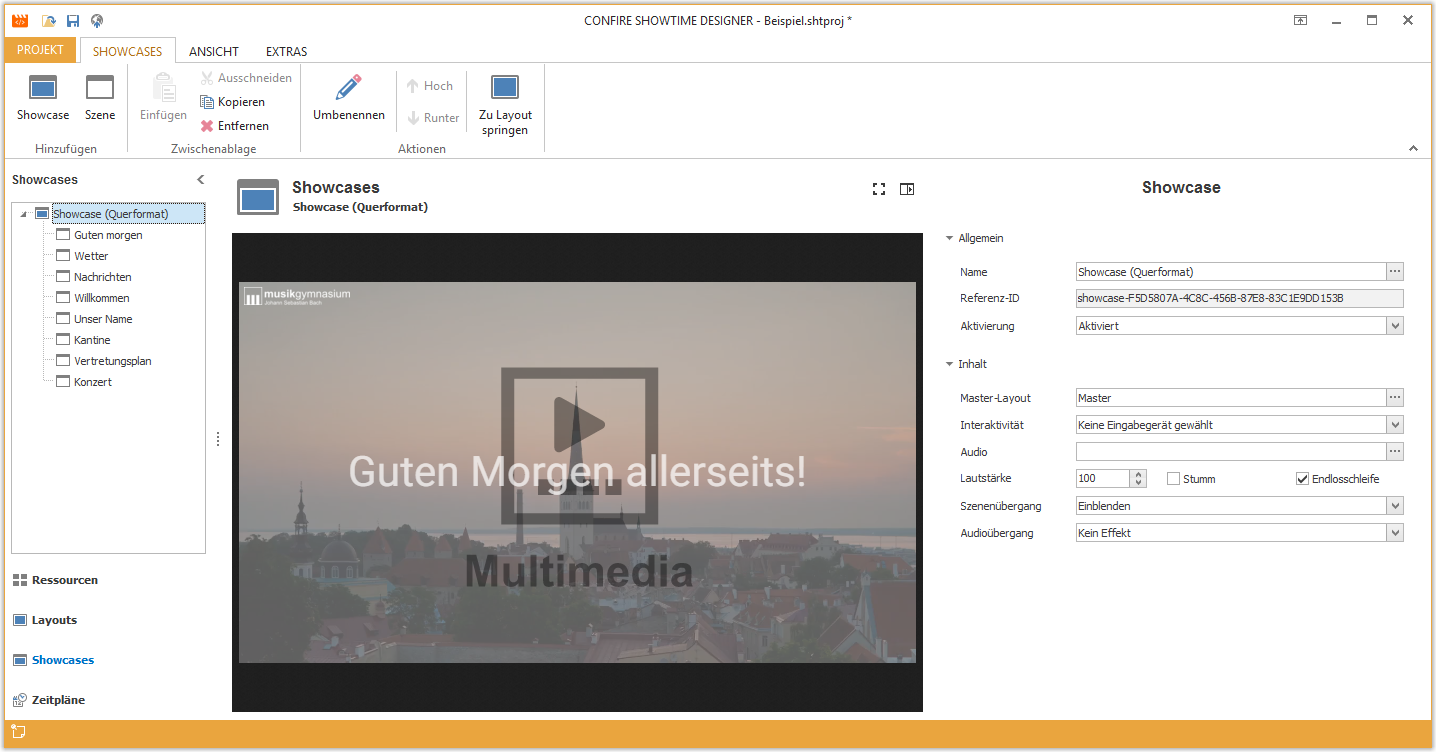 CONFIRE SHOWTIME DESIGNER - Beispiel.shtproj *
PROJEKT
SHOWCASES
ANSICHT
EXTRAS
Showcase
Szene
Hinzufügen
Einfügen
Ausschneiden
Kopieren
Entfernen
Zwischenablage
Umbenennen
Hoch
Runter
Zu Layout
springen
Aktionen
Showcases
Showcase (Querformat)
Guten morgen
Wetter
Nachrichten
Willkommen
Unser Name
Kantine
Vertretungsplan
Konzert
Ressourcen
Layouts
Showcases
Zeitpläne
Showcases
Showcase (Querformat)
musikgymnasium
Johann Sebastian Bach
Guten Morgen allerseits!
Multimedia
Showcase
Allgemein
Name
Showcase (Querformat)
Referenz-ID
showcase-F5D5807A-4C8C-456B-87E8-83C1E9DD153B
Aktivierung
Aktiviert
Inhalt
Master-Layout
Master
Interaktivität
Keine Eingabegerät gewählt
Audio
Lautstärke
100
Stumm
Endlosschleife
Szenenübergang
Einblenden
Audioübergang
Kein Effekt